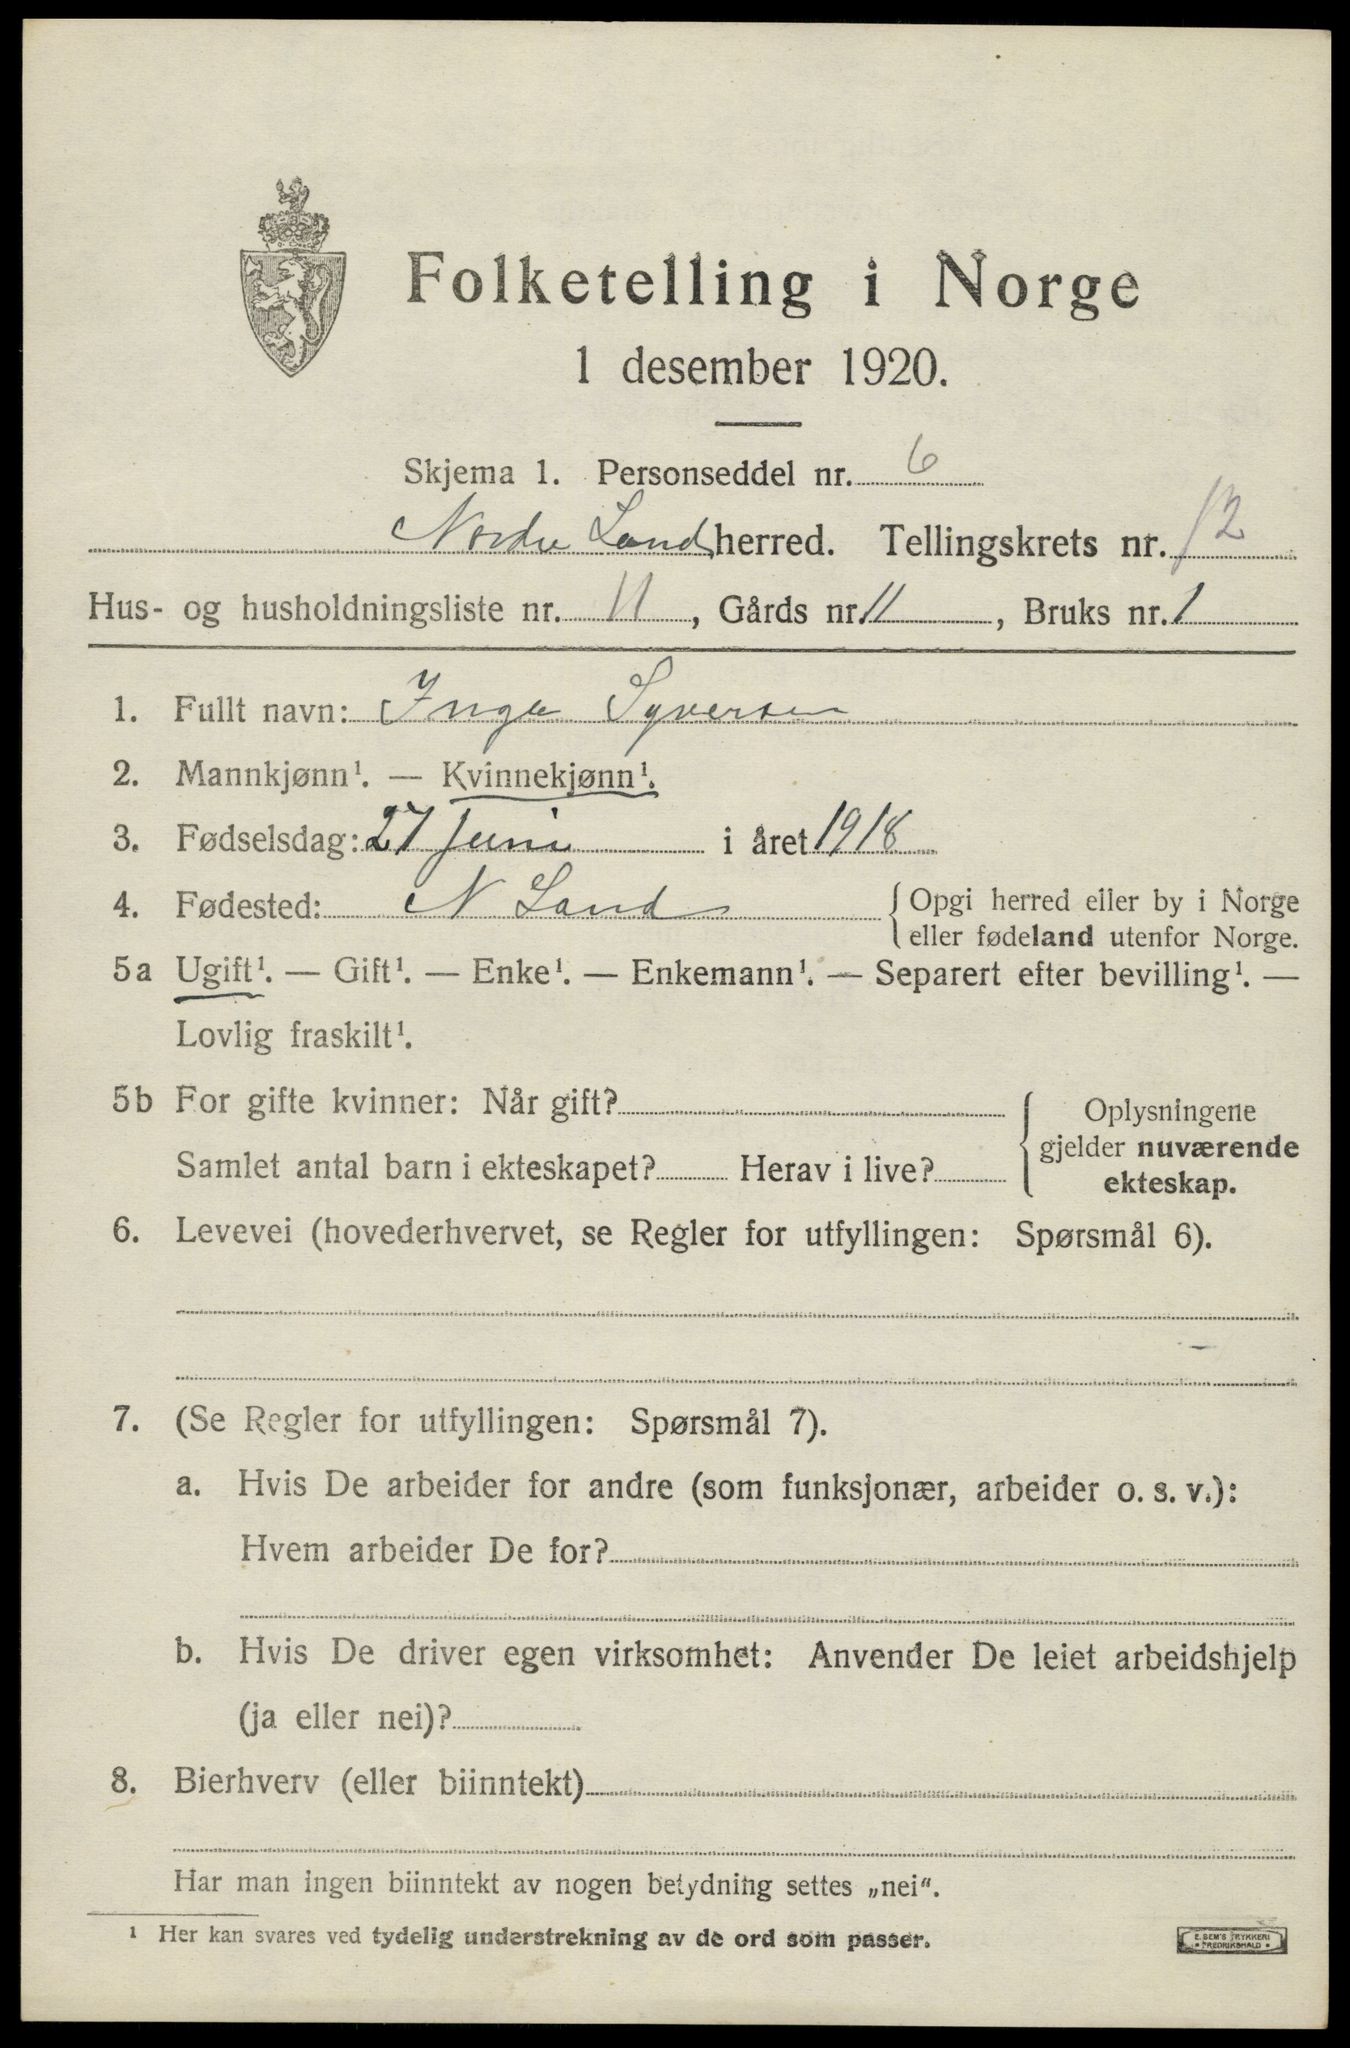 Folketelling i Norge
1 desember 1920.
Skjema 1. Personseddel nr. 6
Nordre Land herred. Tellingskrets nr. 12
Hus- og husholdningsliste nr. 11, Gårds nr. 11, Bruks nr. 1
1. Fullt navn: Inga Syversen
2. Mannkjønn¹. — Kvinnekjønn¹.
3. Fødselsdag: 27 Juni i året 1918
4. Fødested: N Land { Opgi herred eller by i Norge
eller fødeland utenfor Norge.
5a Ugift¹. — Gift¹. — Enke¹. — Enkemann¹. — Separert efter bevilling¹. —
Lovlig fraskilt¹.
5b For gifte kvinner: Når gift?
Samlet antal barn i ekteskapet? Herav i live?
{ Oplysningene
gjelder nuværende
ekteskap.
6. Levevei (hovederhvervet, se Regler for utfyllingen: Spørsmål 6).
7. (Se Regler for utfyllingen: Spørsmål 7).
a. Hvis De arbeider for andre (som funksjonær, arbeider o. s. v.):
Hvem arbeider De for?
b. Hvis De driver egen virksomhet: Anvender De leiet arbeidshjelp
(ja eller nei)?
8. Bierhverv (eller biinntekt)
Har man ingen biinntekt av nogen betydning settes „nei“.
¹ Her kan svares ved tydelig understrekning av de ord som passer.
E. SEM'S TRYKKERI
• FREDRIKSHALD •